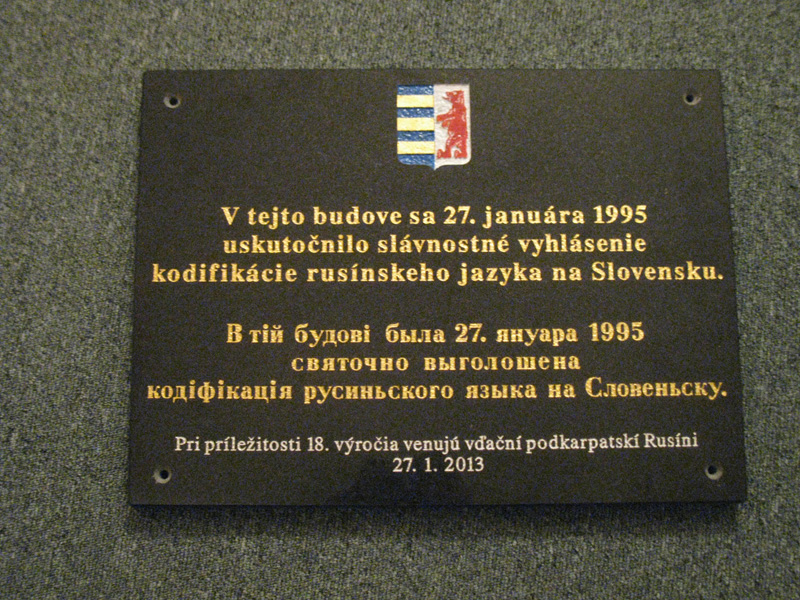 V tejto budove sa 27. januára 1995
uskutočnilo slávnostné vyhlásenie
kodifikácie rusínskeho jazyka na Slovensku.
В тій будові была 27. януара 1995
святочно выголошена
кодіфікація русиньского языка на Словеньску.
Pri príležitosti 18. výročia venujú vďační podkarpatskí Rusíni
27. 1. 2013